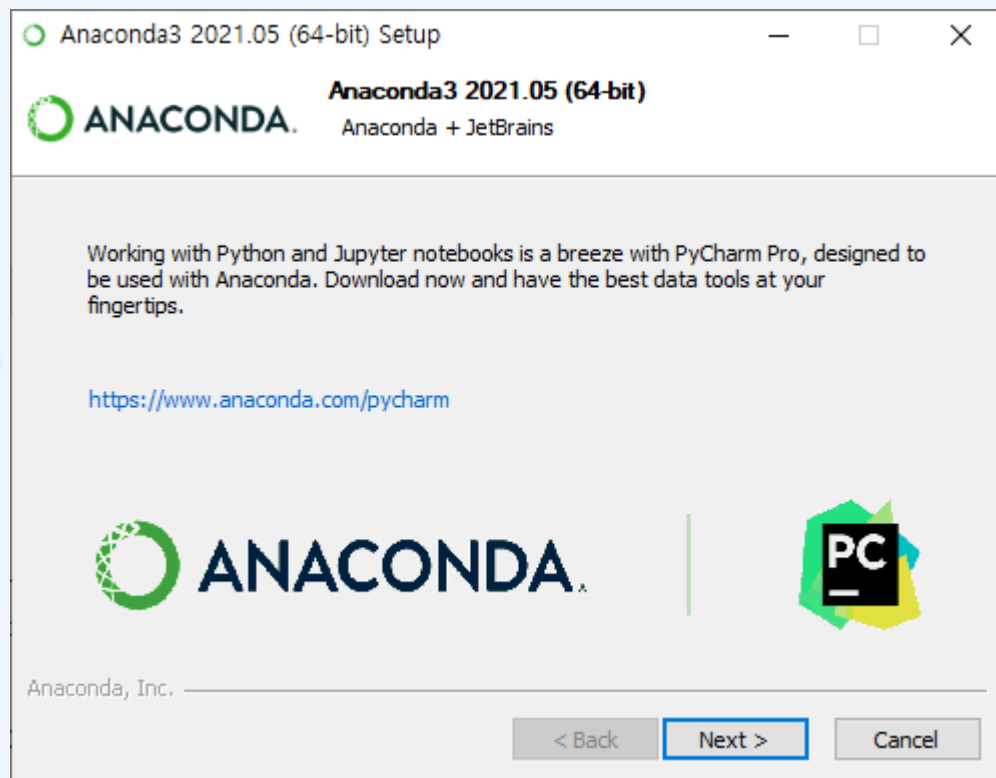 Anaconda3 2021.05 (64-bit) Setup
Anaconda3 2021.05 (64-bit)
ANACONDA.
Anaconda + JetBrains
Working with Python and Jupyter notebooks is a breeze with PyCharm Pro, designed to
be used with Anaconda. Download now and have the best data tools at your
fingertips.
https://www.anaconda.com/pycharm
ANACONDA.
PC
Anaconda, Inc.
< Back
Next >
Cancel